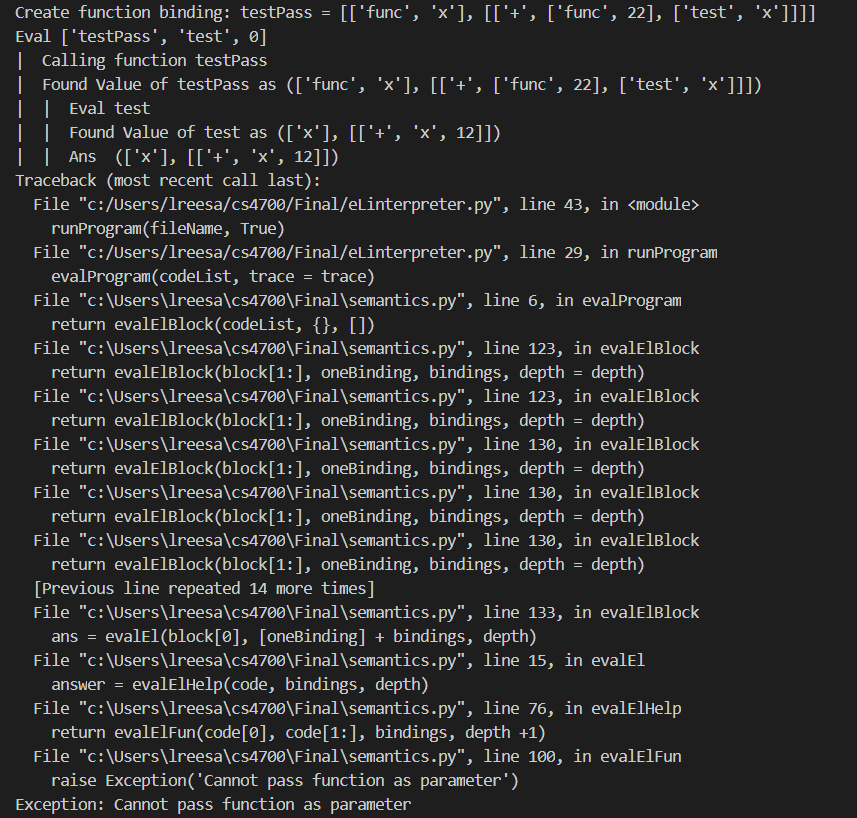 Create function binding: testPass = [['func', 'x'], [['+', ['func', 22], ['test', 'x']]]]
Eval ['testPass', 'test', 0]
|  Calling function testPass
|  Found Value of testPass as (['func', 'x'], [['+', ['func', 22], ['test', 'x']]])
|  |  Eval test
|  |  Found Value of test as (['x'], [['+', 'x', 12]])
|  |  Ans  (['x'], [['+', 'x', 12]])
Traceback (most recent call last):
  File "c:/Users/lreesa/cs4700/Final/eLinterpreter.py", line 43, in <module>
    runProgram(fileName, True)
  File "c:/Users/lreesa/cs4700/Final/eLinterpreter.py", line 29, in runProgram
    evalProgram(codeList, trace = trace)
  File "c:\Users\lreesa\cs4700\Final\semantics.py", line 6, in evalProgram
    return evalElBlock(codeList, {}, [])
  File "c:\Users\lreesa\cs4700\Final\semantics.py", line 123, in evalElBlock
    return evalElBlock(block[1:], oneBinding, bindings, depth = depth)
  File "c:\Users\lreesa\cs4700\Final\semantics.py", line 123, in evalElBlock
    return evalElBlock(block[1:], oneBinding, bindings, depth = depth)
  File "c:\Users\lreesa\cs4700\Final\semantics.py", line 130, in evalElBlock
    return evalElBlock(block[1:], oneBinding, bindings, depth = depth)
  File "c:\Users\lreesa\cs4700\Final\semantics.py", line 130, in evalElBlock
    return evalElBlock(block[1:], oneBinding, bindings, depth = depth)
  File "c:\Users\lreesa\cs4700\Final\semantics.py", line 130, in evalElBlock
    return evalElBlock(block[1:], oneBinding, bindings, depth = depth)
  [Previous line repeated 14 more times]
  File "c:\Users\lreesa\cs4700\Final\semantics.py", line 133, in evalElBlock
    ans = evalEl(block[0], [oneBinding] + bindings, depth)
  File "c:\Users\lreesa\cs4700\Final\semantics.py", line 15, in evalEl
    answer = evalElHelp(code, bindings, depth)
  File "c:\Users\lreesa\cs4700\Final\semantics.py", line 76, in evalElHelp
    return evalElFun(code[0], code[1:], bindings, depth +1)
  File "c:\Users\lreesa\cs4700\Final\semantics.py", line 100, in evalElFun
    raise Exception('Cannot pass function as parameter')
Exception: Cannot pass function as parameter